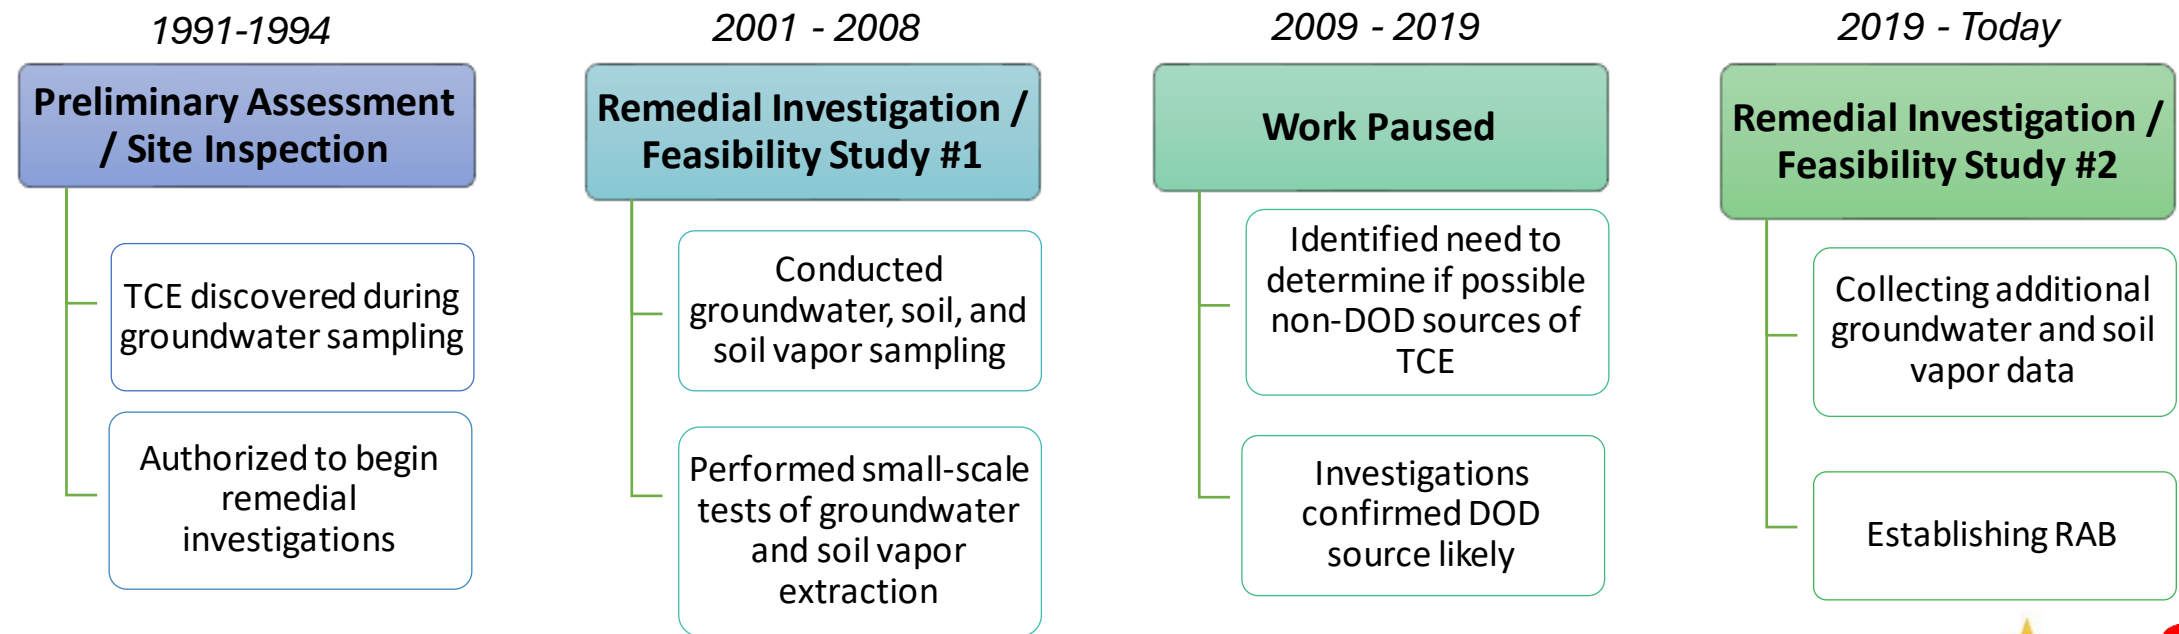 1991-1994
Preliminary Assessment
/ Site Inspection
TCE discovered during
groundwater sampling
Authorized to begin
remedial
investigations
2001 - 2008
Remedial Investigation /
Feasibility Study #1
Conducted
groundwater, soil, and
soil vapor sampling
Performed small-scale
tests of groundwater
and soil vapor
extraction
2009 - 2019
Work Paused
Identified need to
determine if possible
non-DOD sources of
TCE
Investigations
confirmed DOD
source likely
2019 - Today
Remedial Investigation /
Feasibility Study #2
Collecting additional
groundwater and soil
vapor data
Establishing RAB